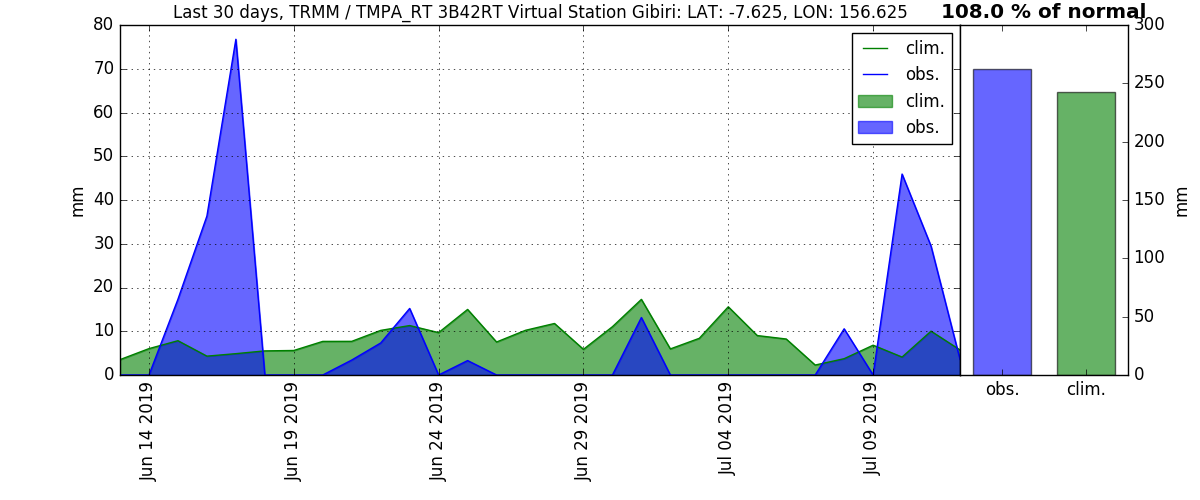 Last 30 days, TRMM / TMPA_RT 3B42RT Virtual Station Gibiri: LAT: -7.625, LON: 156.625
108.0 % of normal
80
70
60
50
40
30
20
10
0
mm
clim.
obs.
clim.
obs.
Jun 14 2019
Jun 19 2019
Jun 24 2019
Jun 29 2019
Jul 04 2019
Jul 09 2019
300
250
200
150
100
50
0
mm
obs.
clim.